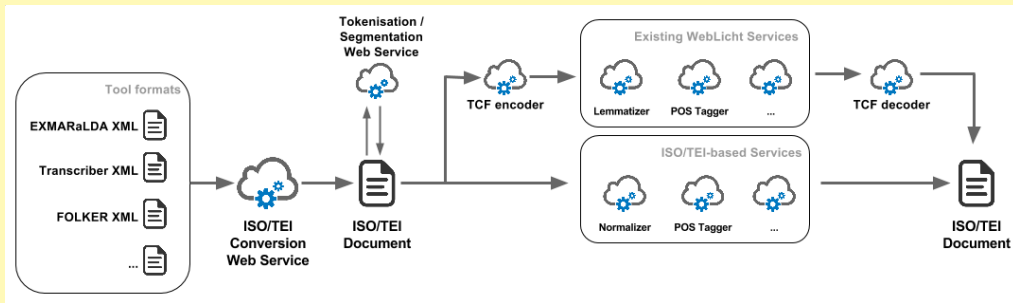 Tool formats
EXMARaLDA XML
Transcriber XML
FOLKER XML
...
ISO/TEI
Conversion
Web Service
Tokenisation /
Segmentation
Web Service
ISO/TEI
Document
TCF encoder
Existing WebLicht Services
Lemmatizer
POS Tagger
...
TCF decoder
ISO/TEI-based Services
Normalizer
POS Tagger
...
ISO/TEI
Document